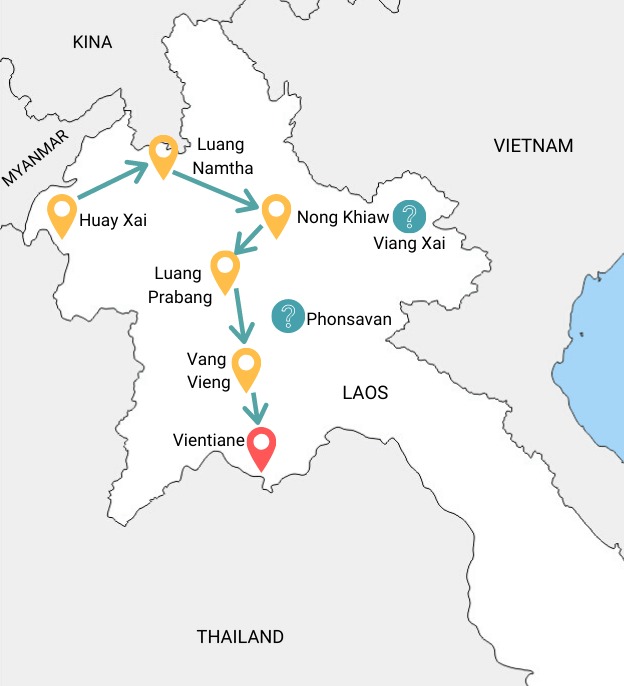 KINA
MYANMAR
VIETNAM
Luang
Namtha
Huay Xai
Nong Khiaw
?
Viang Xai
Luang
Prabang
?
Phonsavan
Vang
Vieng
LAOS
Vientiane
THAILAND